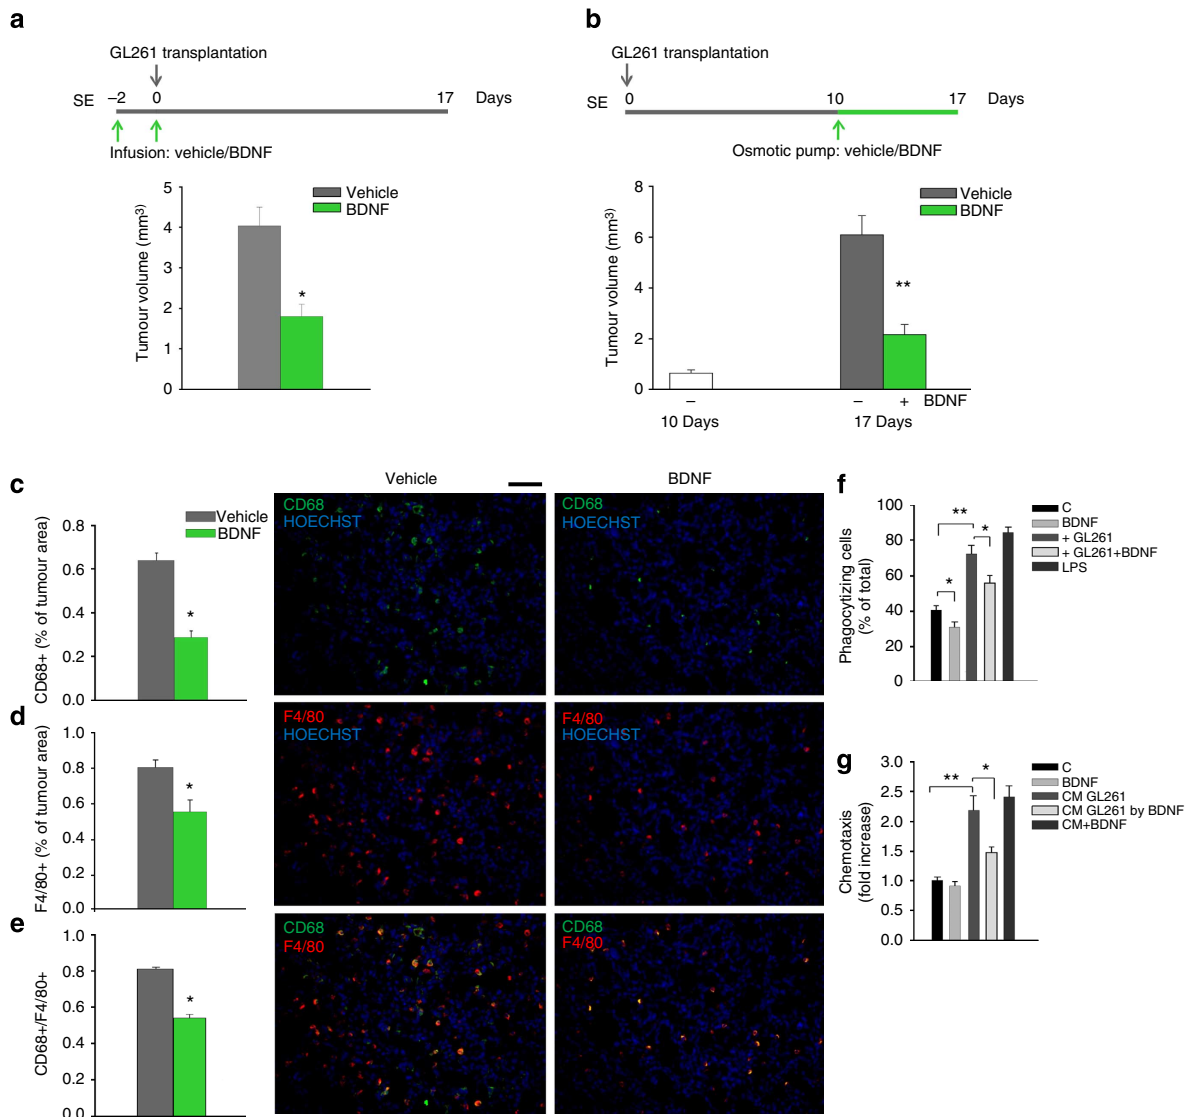 a
GL261 transplantation
SE
–2
0
17
Days
Infusion: vehicle/BDNF
Vehicle
BDNF
Tumour volume (mm3)
5
4
3
2
1
0
*
b
GL261 transplantation
SE
0
10
17
Days
Osmotic pump: vehicle/BDNF
Vehicle
BDNF
Tumour volume (mm3)
8
6
4
2
0
**
–
–
+
BDNF
10 Days
17 Days
c
Vehicle
BDNF
CD68+ (% of tumour area)
0.8
0.6
0.4
0.2
0.0
*
Vehicle
BDNF
CD68
HOECHST
CD68
HOECHST
d
F4/80+ (% of tumour area)
1.0
0.8
0.6
0.4
0.2
0.0
*
F4/80
HOECHST
F4/80
HOECHST
e
CD68+/F4/80+
1.0
0.8
0.6
0.4
0.2
0.0
*
CD68
F4/80
CD68
F4/80
f
Phagocytizing cells
(% of total)
100
80
60
40
20
0
**
*
*
C
BDNF
+ GL261
+ GL261+BDNF
LPS
g
Chemotaxis
(fold increase)
3.0
2.5
2.0
1.5
1.0
0.5
0.0
**
*
C
BDNF
CM GL261
CM GL261 by BDNF
CM+BDNF